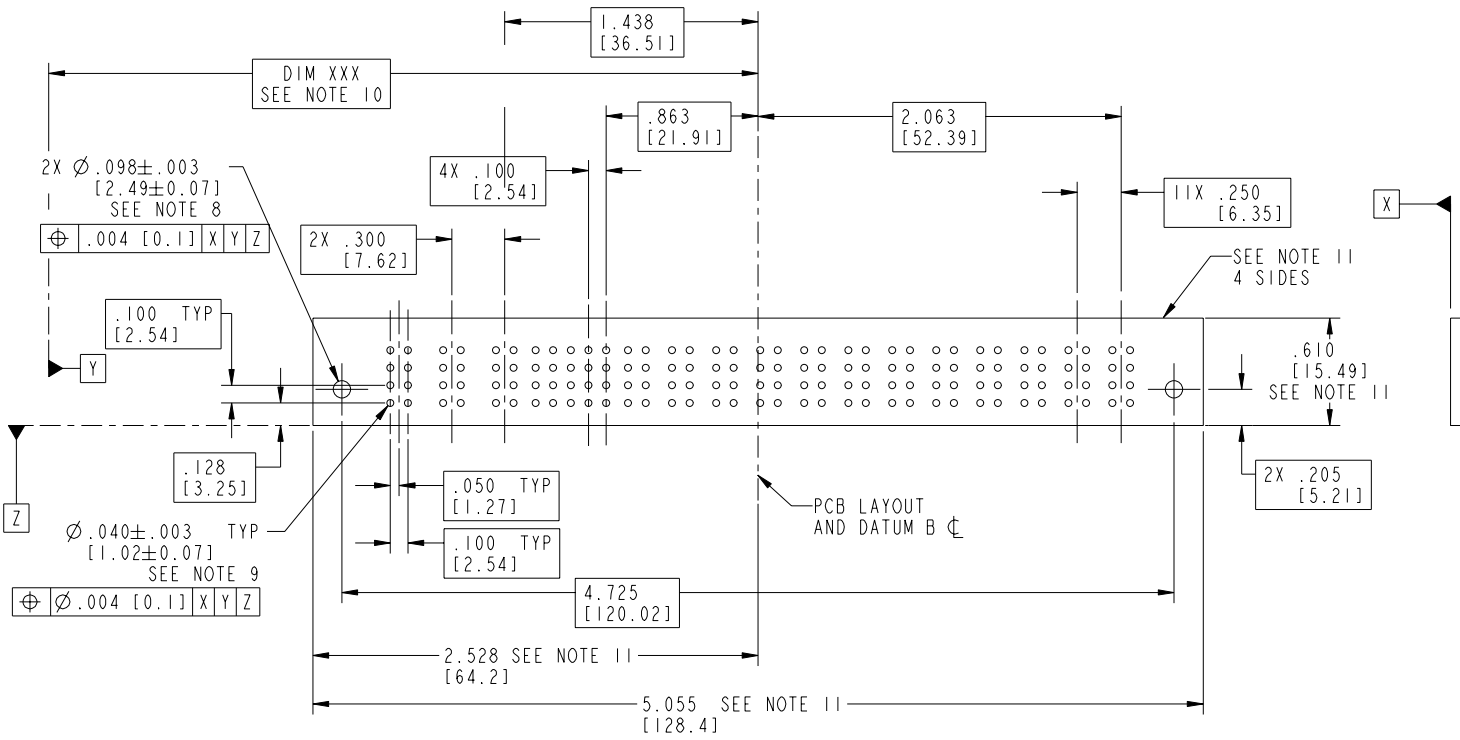 1.438
[36.51]
DIM XXX
SEE NOTE 10
.863
[21.91]
2.063
[52.39]
2X Ø .098±.003
[2.49±0.07]
SEE NOTE 8
⌖ .004 [0.1] X Y Z
4X .100
[2.54]
11X .250
[6.35]
X
2X .300
[7.62]
SEE NOTE 11
4 SIDES
.100 TYP
[2.54]
Y
.610
[15.49]
SEE NOTE 11
.128
[3.25]
Z
.050 TYP
[1.27]
2X .205
[5.21]
PCB LAYOUT
AND DATUM B ℄
Ø.040±.003 TYP
[1.02±0.07]
SEE NOTE 9
⌖ Ø.004 [0.1] X Y Z
.100 TYP
[2.54]
4.725
[120.02]
2.528 SEE NOTE 11
[64.2]
5.055 SEE NOTE 11
[128.4]